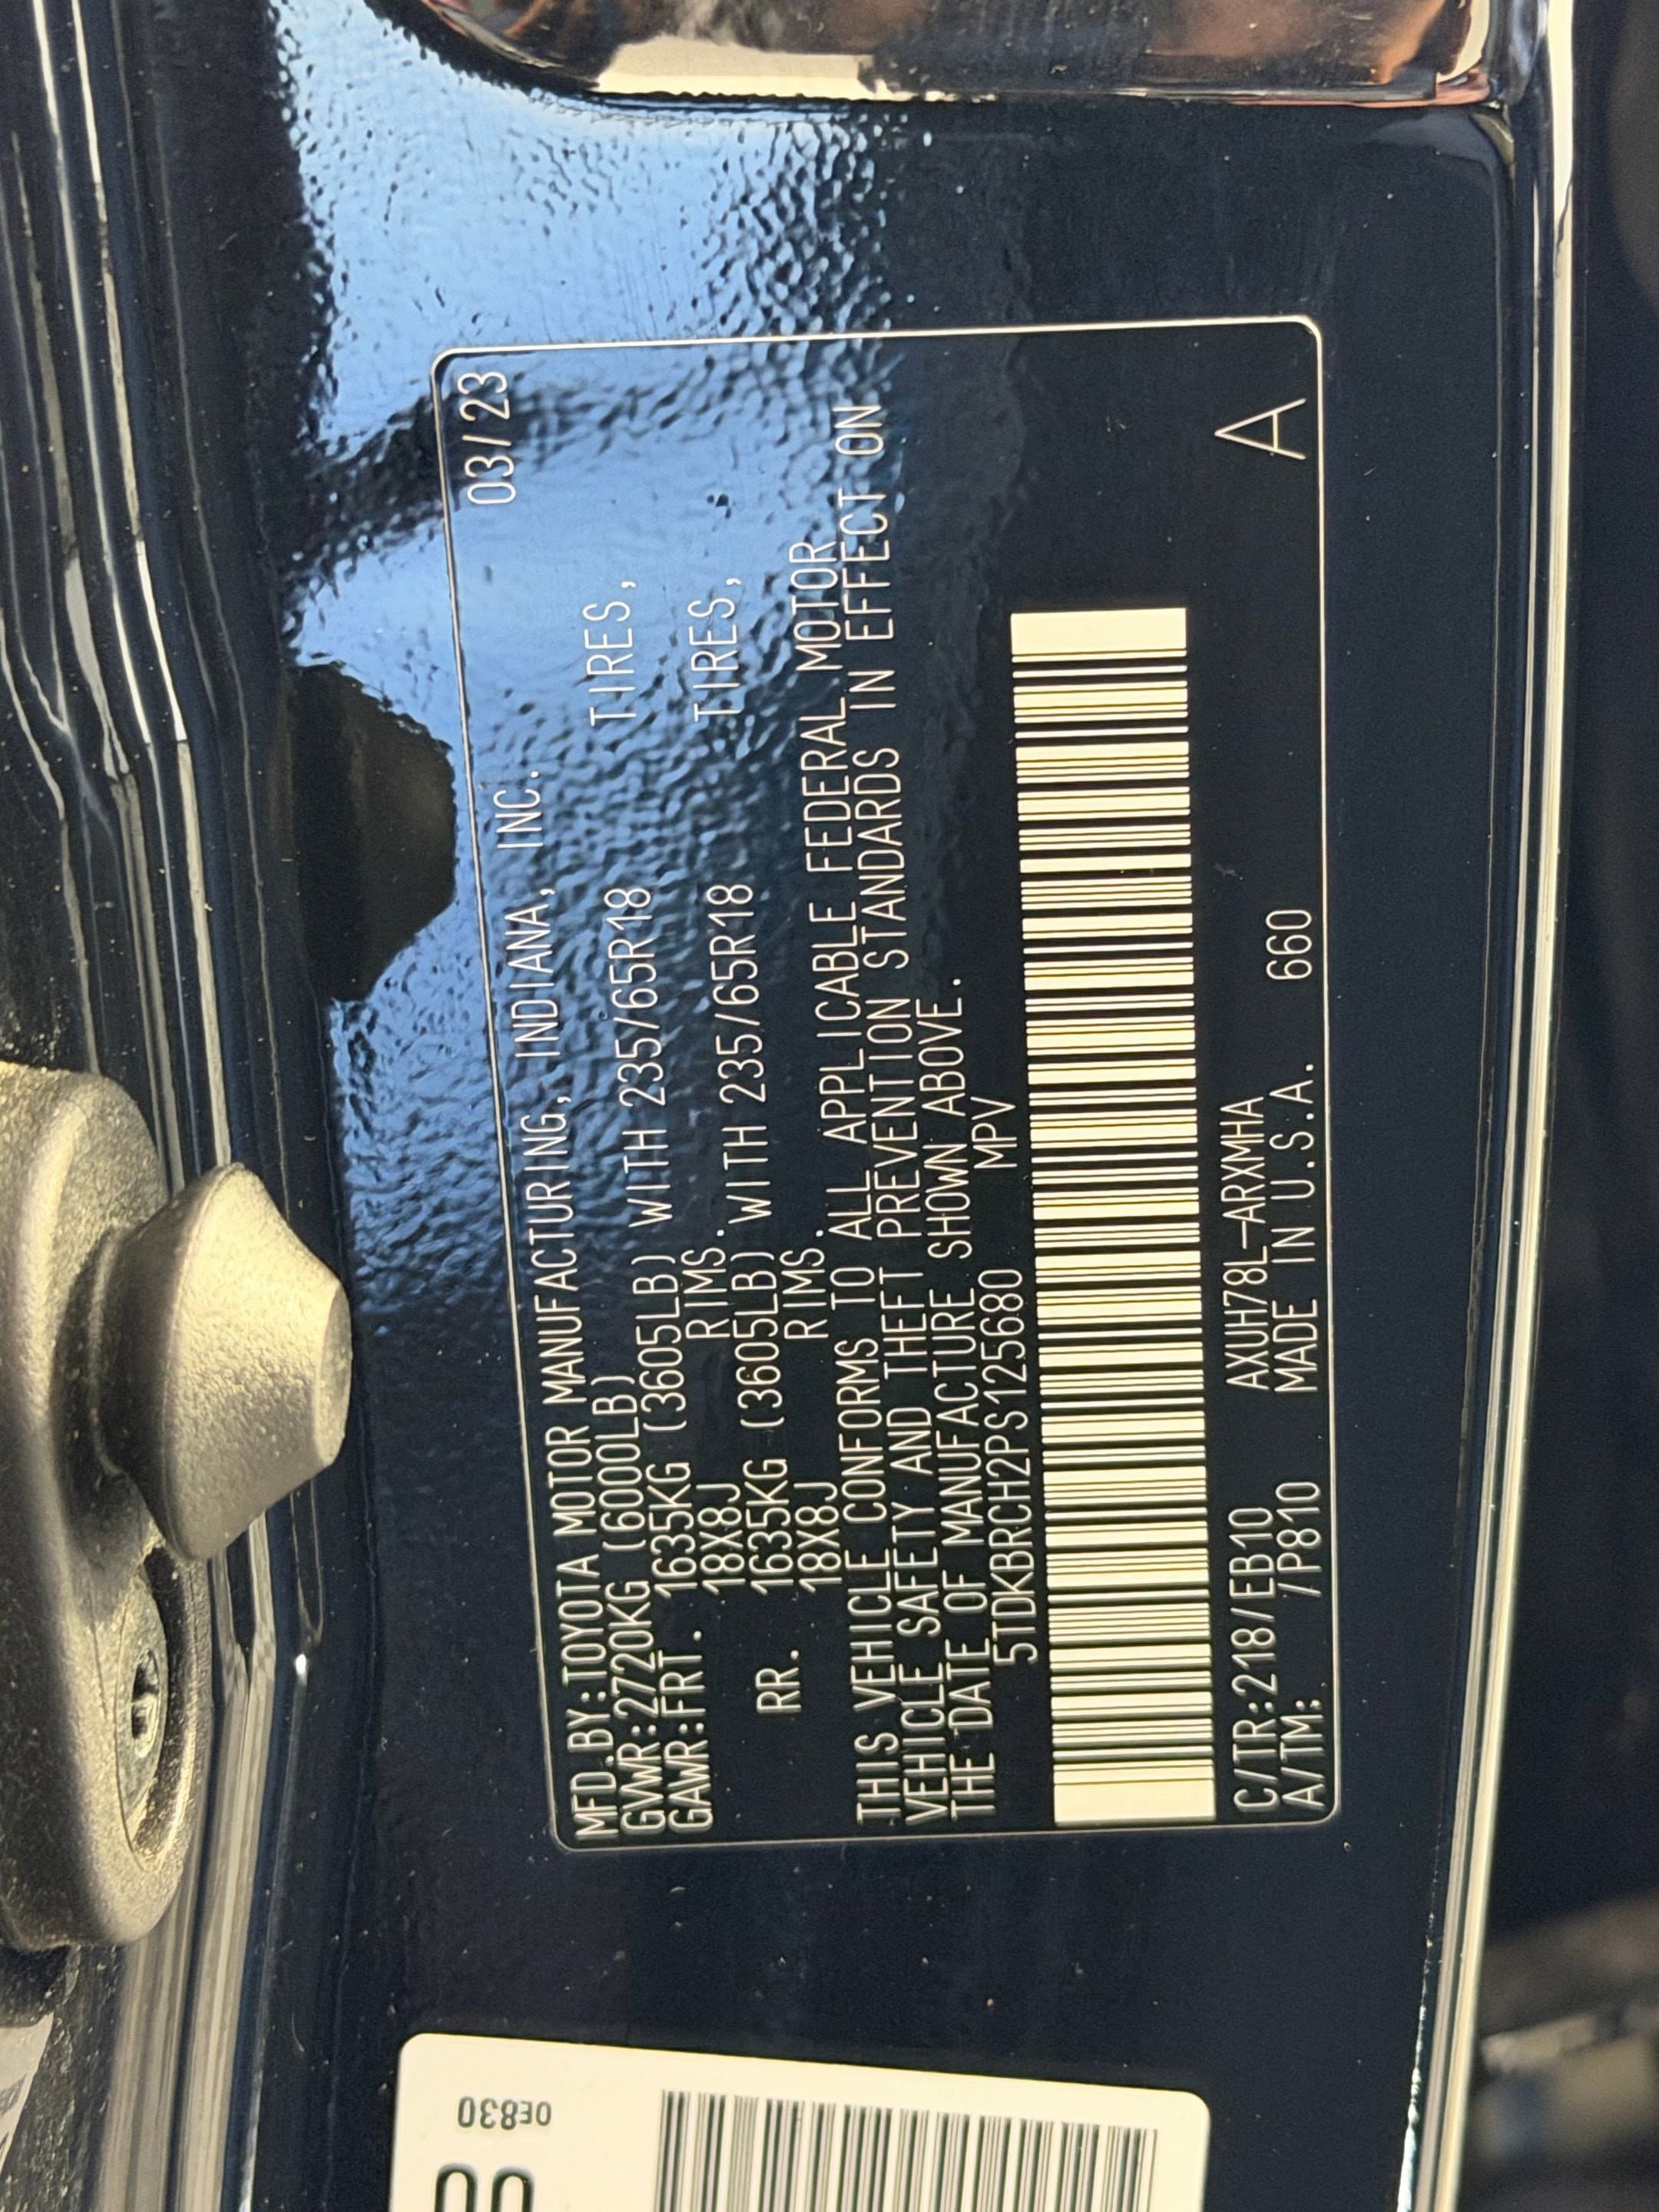 03/23
MFD.BY:TOYOTA MOTOR MANUFACTURING, INDIANA, INC.
GVWR:2720KG (6000LB)
GAWR:FRT. 1635KG (3605LB) WITH 235/65R18 TIRES,
18X8J RIMS.
RR. 1635KG (3605LB) WITH 235/65R18 TIRES,
18X8J RIMS.
THIS VEHICLE CONFORMS TO ALL APPLICABLE FEDERAL MOTOR
VEHICLE SAFETY AND THEFT PREVENTION STANDARDS IN EFFECT ON
THE DATE OF MANUFACTURE SHOWN ABOVE.
5TDKBRCH2PS125680 MPV
C/TR:218/EB10 AXUH78L-ARXMHA
A/TM: /P810 MADE IN U.S.A. 660
A
0E830